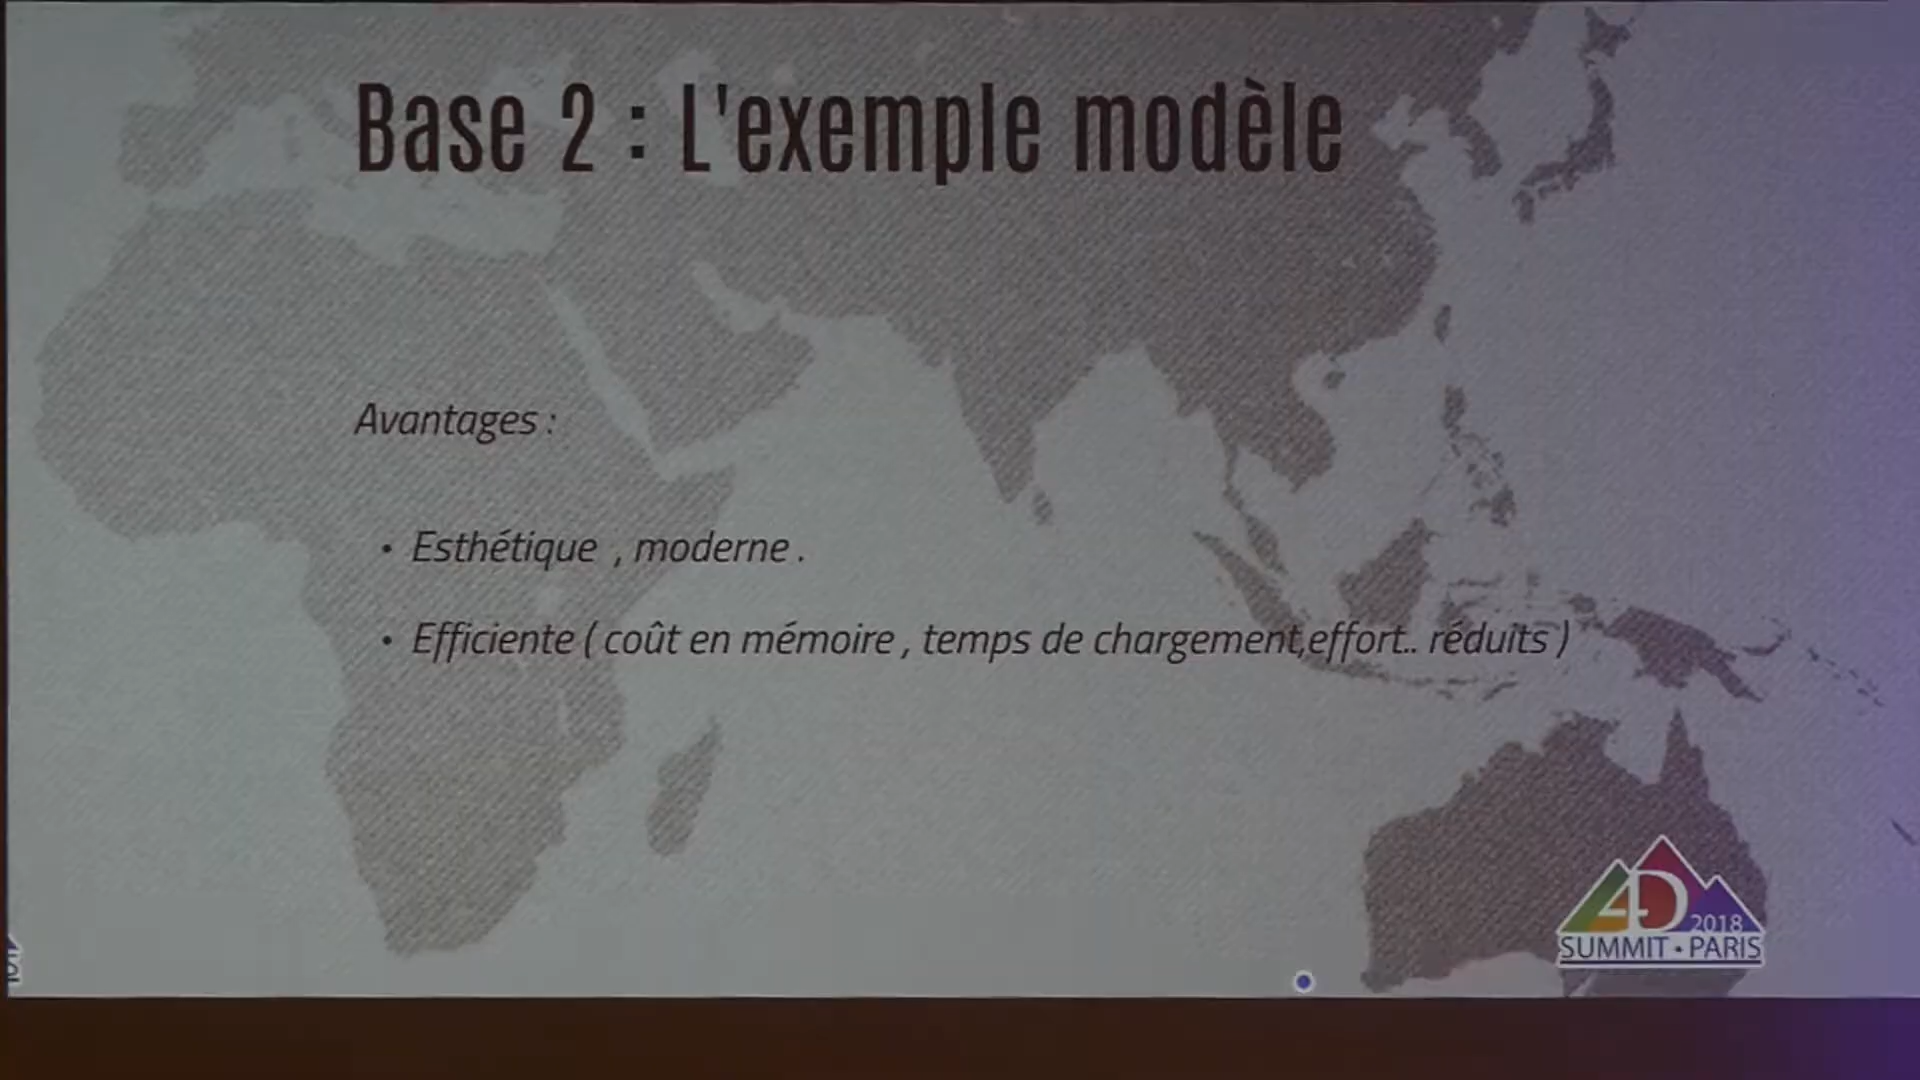 Base 2 : L'exemple modèle
Avantages :
• Esthétique , moderne .
• Efficiente ( coût en mémoire , temps de chargement,effort.. réduits )
4D
2018
SUMMIT • PARIS